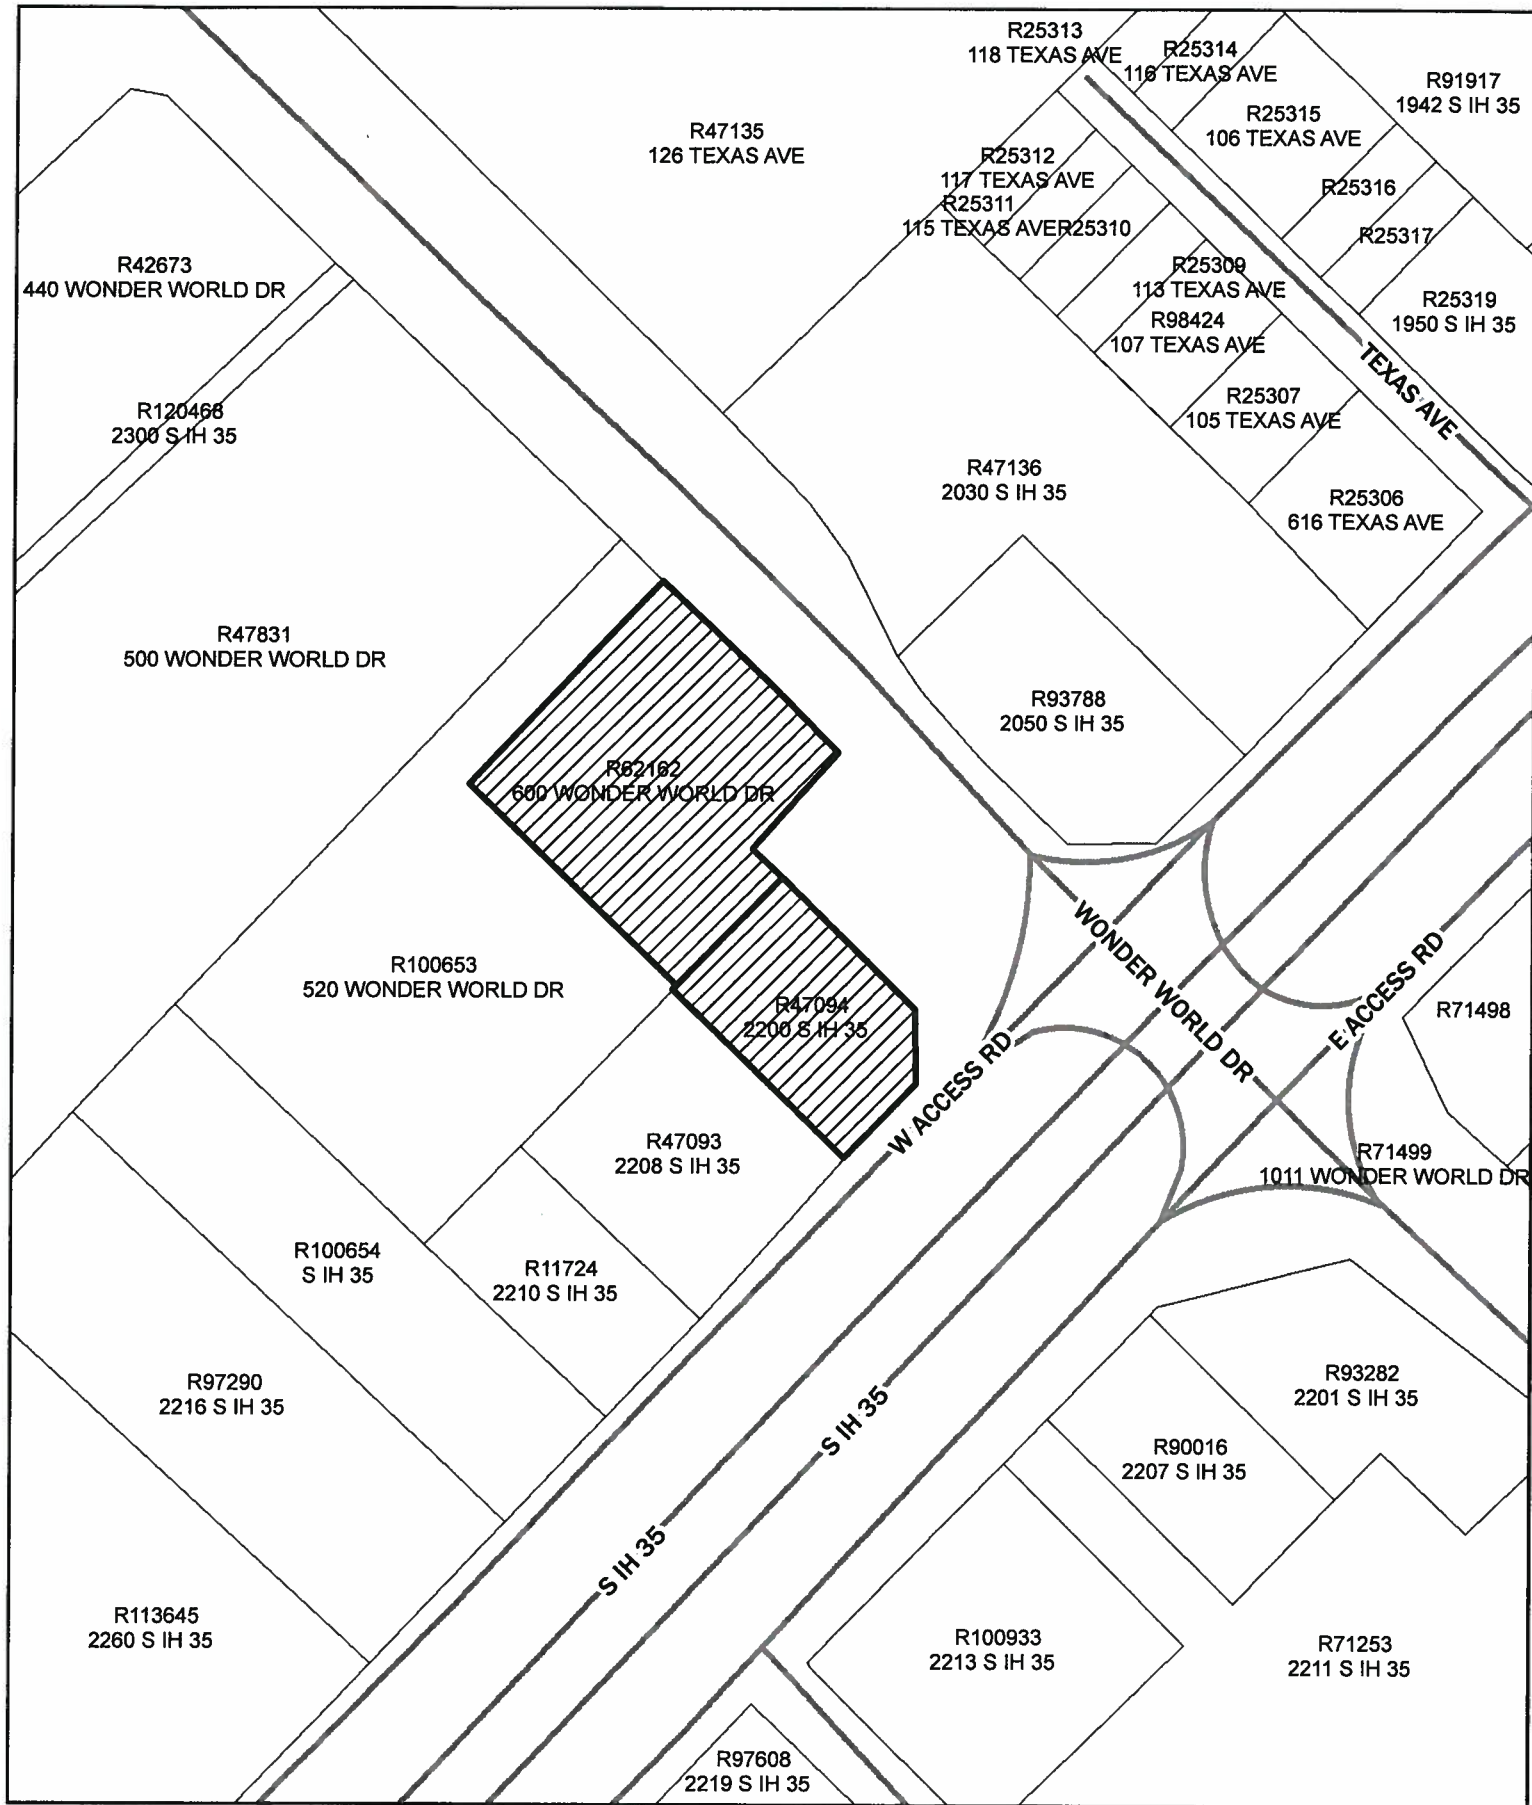 R25313
118 TEXAS AVE
R25314
116 TEXAS AVE
R91917
1942 S IH 35
R25315
106 TEXAS AVE
R47135
126 TEXAS AVE
R25312
117 TEXAS AVE
R25316
R25311
115 TEXAS AVE
R25310
R25317
R42673
440 WONDER WORLD DR
R25309
113 TEXAS AVE
R25319
1950 S IH 35
R98424
107 TEXAS AVE
TEXAS AVE
R120468
2300 S IH 35
R25307
105 TEXAS AVE
R47136
2030 S IH 35
R25306
616 TEXAS AVE
R47831
500 WONDER WORLD DR
R93788
2050 S IH 35
R62162
600 WONDER WORLD DR
R100653
520 WONDER WORLD DR
WONDER WORLD DR
E ACCESS RD
R71498
R47094
2200 S IH 35
W ACCESS RD
R47093
2208 S IH 35
R71499
1011 WONDER WORLD DR
R100654
S IH 35
R11724
2210 S IH 35
R97290
2216 S IH 35
R93282
2201 S IH 35
S IH 35
R90016
2207 S IH 35
S IH 35
R113645
2260 S IH 35
R100933
2213 S IH 35
R71253
2211 S IH 35
R97608
2219 S IH 35